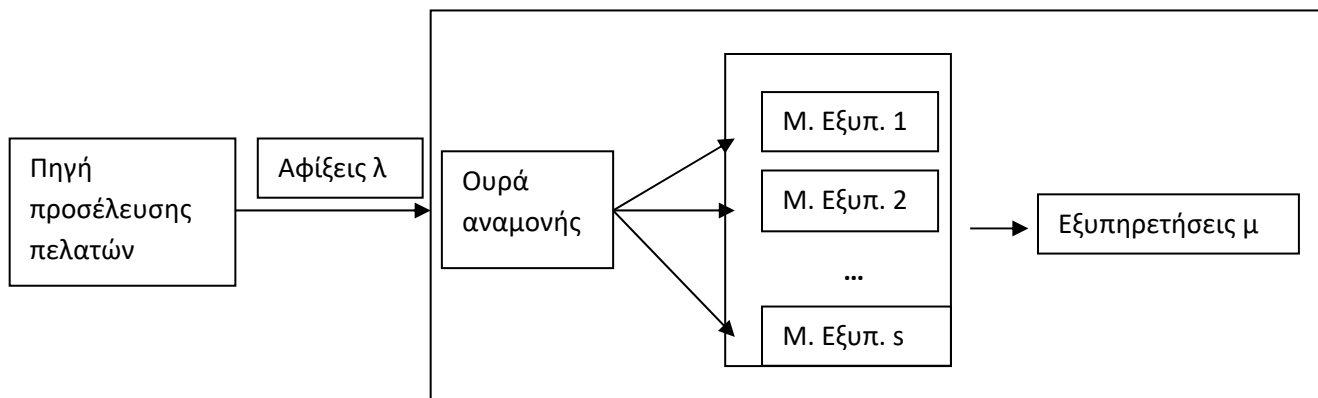 Πηγή
προσέλευσης
πελατών
Αφίξεις λ
Ουρά
αναμονής
Μ. Εξυπ. 1
Μ. Εξυπ. 2
...
Μ. Εξυπ. s
Εξυπηρετήσεις μ